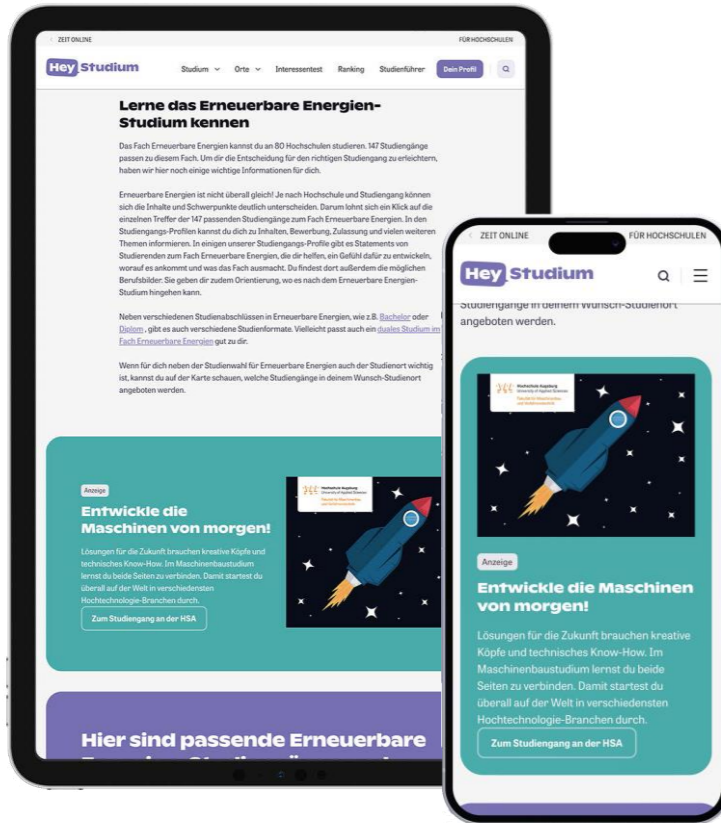 ZEIT ONLINE
FÜR HOCHSCHULEN
Hey Studium
Studium
Orte
Interessentest
Ranking
Studienführer
Dein Profil
Lerne das Erneuerbare Energien-
Studium kennen
Das Fach Erneuerbare Energien kannst du an 80 Hochschulen studieren. 147 Studiengänge
passen zu diesem Fach. Um dir die Entscheidung für den richtigen Studiengang zu erleichtern,
haben wir hier noch einige wichtige Informationen für dich.
Erneuerbare Energien ist nicht überall gleich! Je nach Hochschule und Studiengang können
sich die Inhalte und Schwerpunkte deutlich unterscheiden. Darum lohnt sich ein Klick auf die
einzelnen Treffer der 147 passenden Studiengänge zum Fach Erneuerbare Energien. In den
Studiengangs-Profilen kannst du dich zu Inhalten, Bewerbung, Zulassung und vielen weiteren
Themen informieren. In einigen unserer Studiengangs-Profile gibt es Statements von
Studierenden zum Fach Erneuerbare Energien, die dir helfen, ein Gefühl dafür zu entwickeln,
worauf es ankommt und was das Fach ausmacht. Du findest dort außerdem die möglichen
Berufsbilder. Sie geben dir zudem Orientierung, wo es nach dem Erneuerbare Energien-
Studium hingehen kann.
Neben verschiedenen Studienabschlüssen in Erneuerbare Energien, wie z.B. Bachelor oder
Diplom , gibt es auch verschiedene Studienformate. Vielleicht passt auch ein duales Studium im
Fach Erneuerbare Energien gut zu dir.
Wenn für dich neben der Studienwahl für Erneuerbare Energien auch der Studienort wichtig
ist, kannst du auf der Karte schauen, welche Studiengänge in deinem Wunsch-Studienort
angeboten werden.
Anzeige
Entwickle die
Maschinen von morgen!
Lösungen für die Zukunft brauchen kreative Köpfe und
technisches Know-How. Im Maschinenbaustudium
lernst du beide Seiten zu verbinden. Damit startest du
überall auf der Welt in verschiedensten
Hochtechnologie-Branchen durch.
Zum Studiengang an der HSA
Hochschule Augsburg
University of Applied Sciences
Hier sind passende Erneuerbare
ZEIT ONLINE
FÜR HOCHSCHULEN
Hey Studium
Studiengänge in deinem Wunsch-Studienort
angeboten werden.
Hochschule Augsburg
University of Applied Sciences
Fakultät für Maschinenbau
und Verfahrenstechnik
Anzeige
Entwickle die Maschinen
von morgen!
Lösungen für die Zukunft brauchen kreative
Köpfe und technisches Know-How. Im
Maschinenbaustudium lernst du beide
Seiten zu verbinden. Damit startest du
überall auf der Welt in verschiedensten
Hochtechnologie-Branchen durch.
Zum Studiengang an der HSA